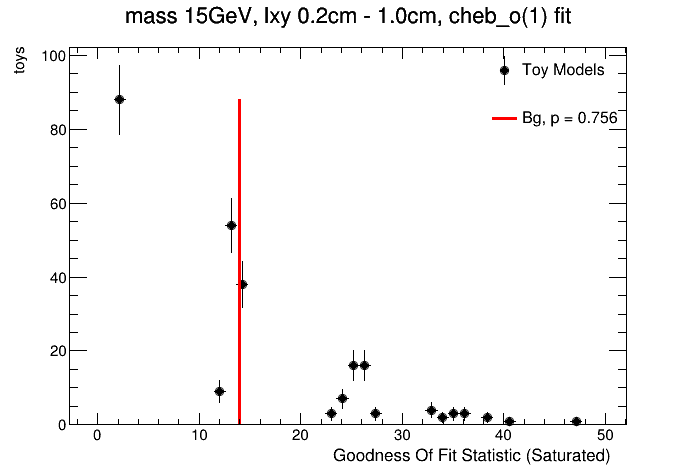 mass 15GeV, lxy 0.2cm - 1.0cm, cheb_o(1) fit
toys
100
80
60
40
20
0
Toy Models
Bg, p = 0.756
0 10 20 30 40 50
Goodness Of Fit Statistic (Saturated)